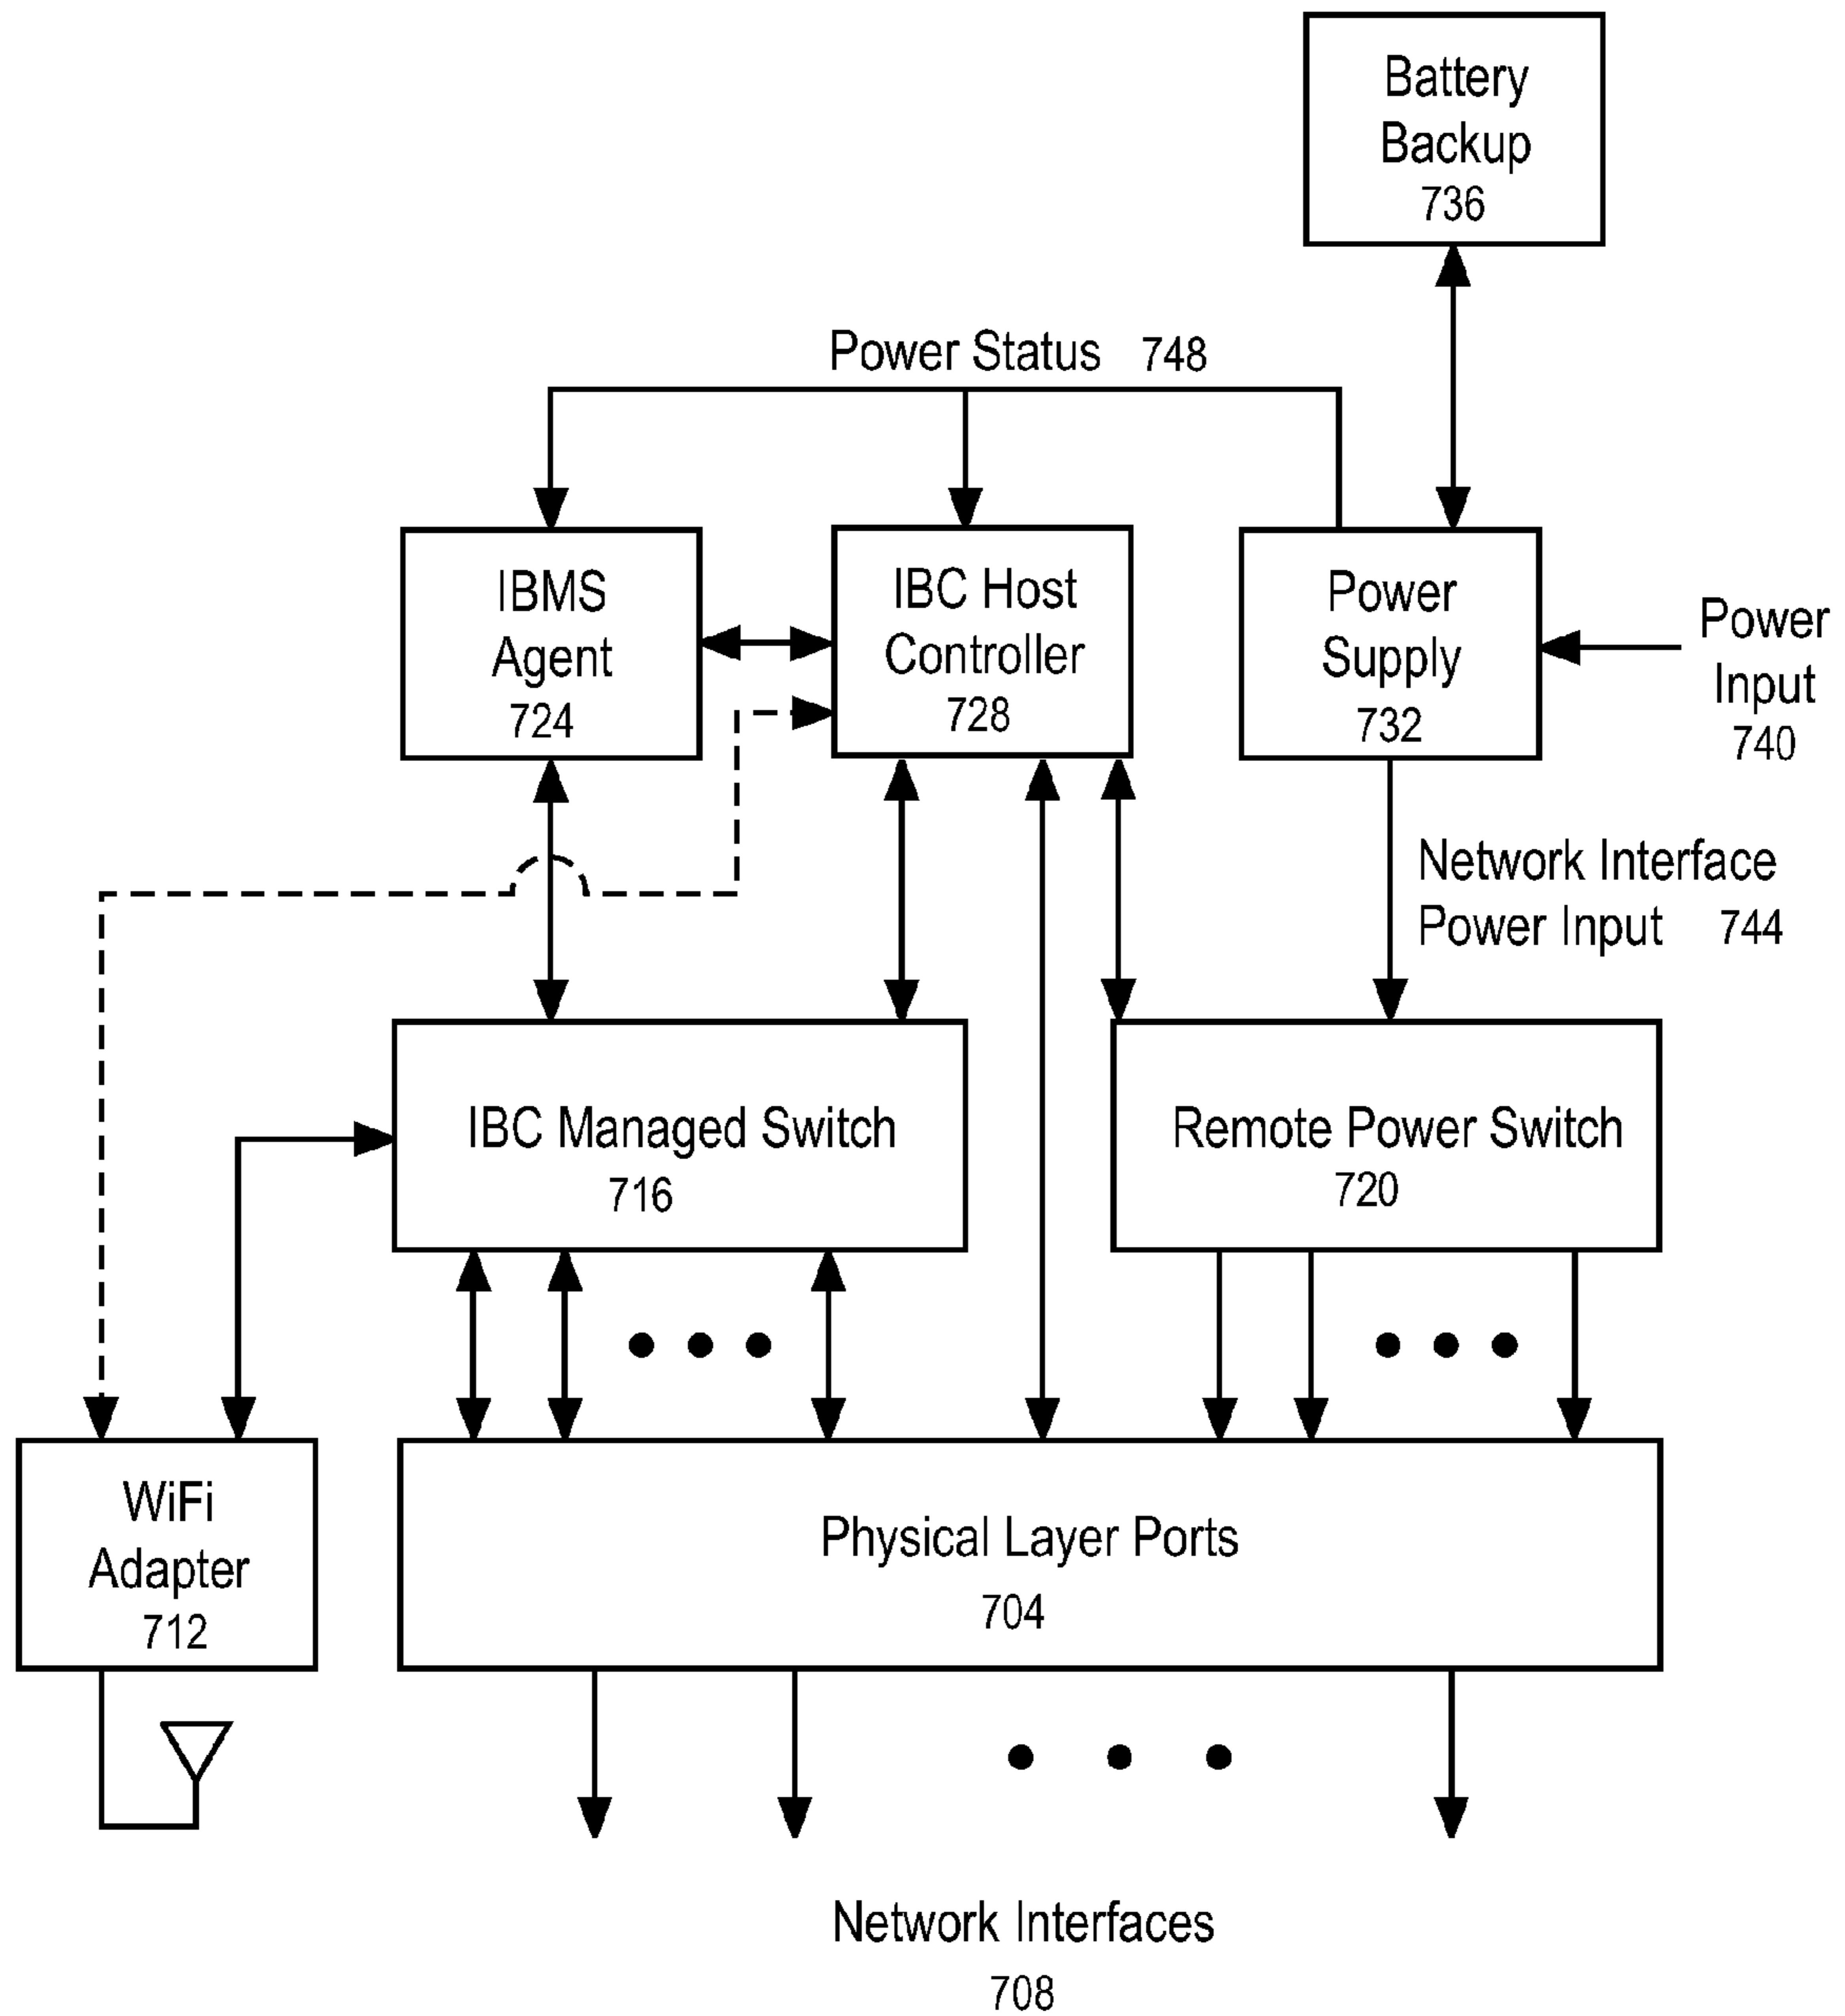 Battery
Backup
736
Power Status 748
IBMS
Agent
724
IBC Host
Controller
728
Power
Supply
732
Power
Input
740
Network Interface
Power Input 744
IBC Managed Switch
716
Remote Power Switch
720
WiFi
Adapter
712
Physical Layer Ports
704
Network Interfaces
708